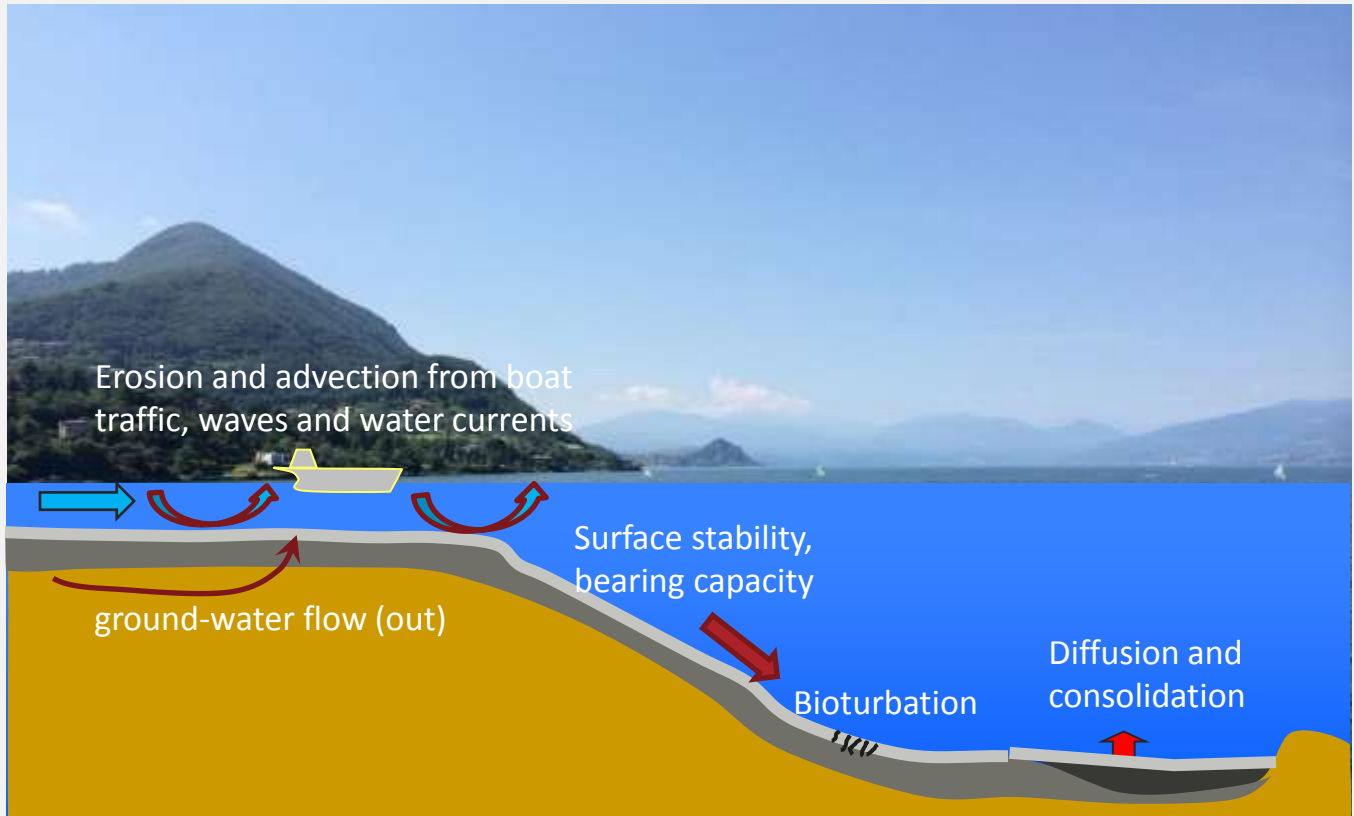 Erosion and advection from boat
traffic, waves and water currents
Surface stability,
bearing capacity
ground-water flow (out)
Diffusion and
consolidation
Bioturbation